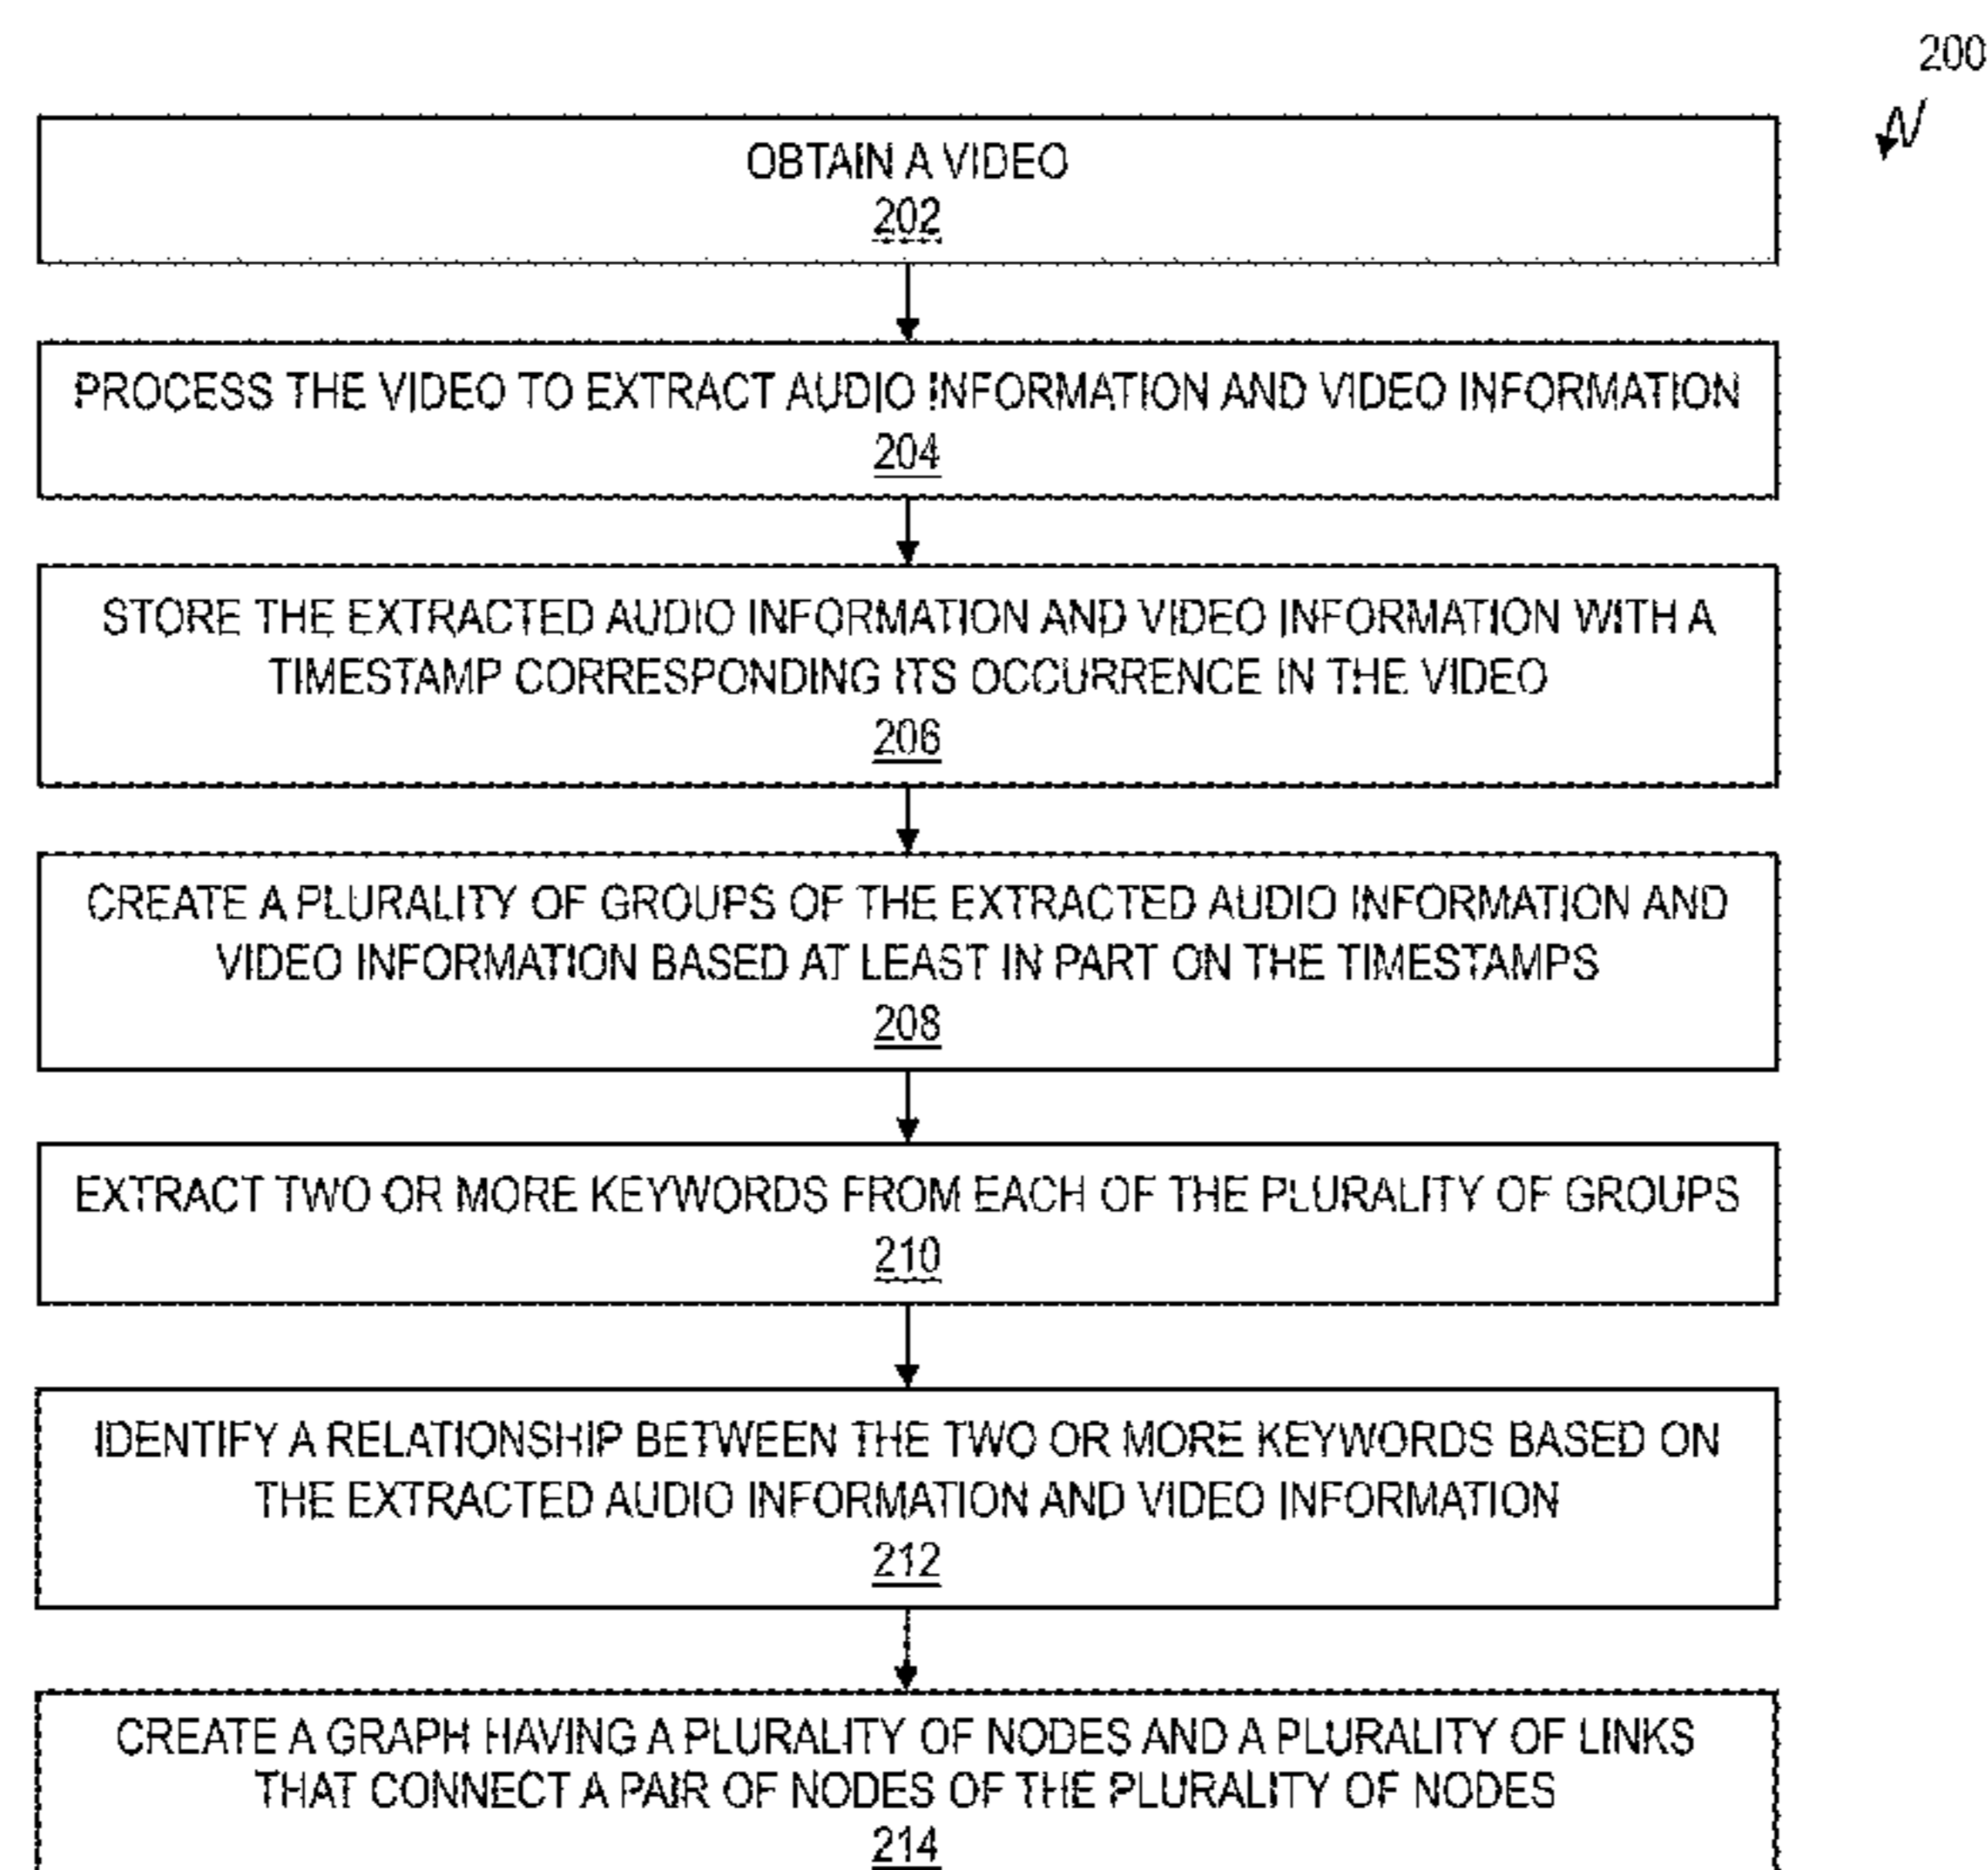 200
OBTAIN A VIDEO
202
PROCESS THE VIDEO TO EXTRACT AUDIO INFORMATION AND VIDEO INFORMATION
204
STORE THE EXTRACTED AUDIO INFORMATION AND VIDEO INFORMATION WITH A
TIMESTAMP CORRESPONDING ITS OCCURRENCE IN THE VIDEO
206
CREATE A PLURALITY OF GROUPS OF THE EXTRACTED AUDIO INFORMATION AND
VIDEO INFORMATION BASED AT LEAST IN PART ON THE TIMESTAMPS
208
EXTRACT TWO OR MORE KEYWORDS FROM EACH OF THE PLURALITY OF GROUPS
210
IDENTIFY A RELATIONSHIP BETWEEN THE TWO OR MORE KEYWORDS BASED ON
THE EXTRACTED AUDIO INFORMATION AND VIDEO INFORMATION
212
CREATE A GRAPH HAVING A PLURALITY OF NODES AND A PLURALITY OF LINKS
THAT CONNECT A PAIR OF NODES OF THE PLURALITY OF NODES
214